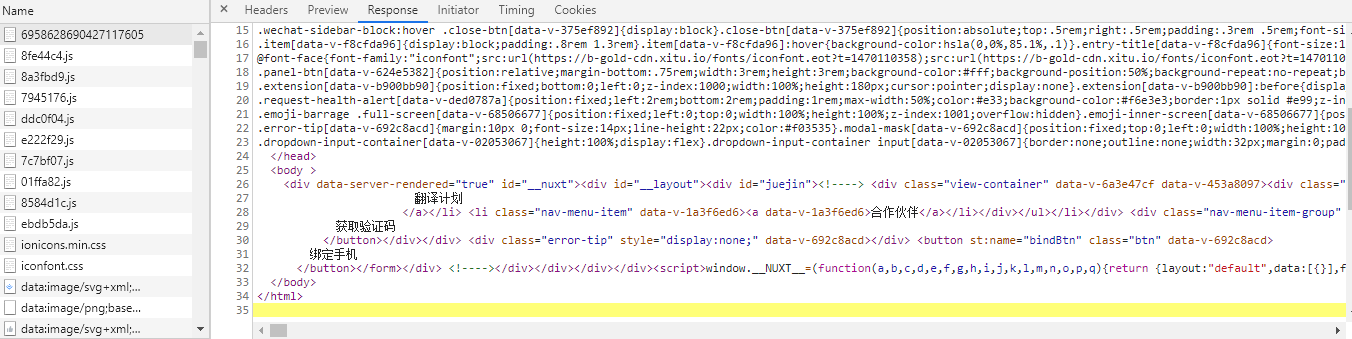 Name
6958628690427117605
8fe44c4.js
8a3fbd9.js
7945176.js
ddc0f04.js
e222f29.js
7c7bf07.js
01ffa82.js
8584d1c.js
ebdb5da.js
ionicons.min.css
iconfont.css
data:image/svg+xml;...
data:image/png;base...
data:image/svg+xml;...
× Headers Preview Response Initiator Timing Cookies
15 .wechat-sidebar-block:hover .close-btn[data-v-375ef892]{display:block}.close-btn[data-v-375ef892]{position:absolute;top:.5rem;right:.5rem;padding:.3rem .5rem;font-si
16 .item[data-v-f8cfda96]{display:block;padding:.8rem 1.3rem}.item[data-v-f8cfda96]:hover{background-color:hsla(0,0%,85.1%,.1)}.entry-title[data-v-f8cfda96]{font-size:1
17 @font-face{font-family:"iconfont";src:url(https://b-gold-cdn.xitu.io/fonts/iconfont.eot?t=1470110358);src:url(https://b-gold-cdn.xitu.io/fonts/iconfont.eot?t=1470110
18 .panel-btn[data-v-624e5382]{position:relative;margin-bottom:.75rem;width:3rem;height:3rem;background-color:#fff;background-position:50%;background-repeat:no-repeat;b
19 .extension[data-v-b900bb90]{position:fixed;bottom:0;left:0;z-index:1000;width:100%;height:180px;cursor:pointer;display:none}.extension[data-v-b900bb90]:before{displa
20 .request-health-alert[data-v-ded0787a]{position:fixed;left:2rem;bottom:2rem;padding:1rem;max-width:50%;color:#e33;background-color:#f6e3e3;border:1px solid #e99;z-in
21 .emoji-barrage .full-screen[data-v-68506677]{position:fixed;left:0;top:0;width:100%;height:100%;z-index:1001;overflow:hidden}.emoji-inner-screen[data-v-68506677]{pos
22 .error-tip[data-v-692c8acd]{margin:10px 0;font-size:14px;line-height:22px;color:#f03535}.modal-mask[data-v-692c8acd]{position:fixed;top:0;left:0;width:100%;height:10
23 .dropdown-input-container[data-v-02053067]{height:100%;display:flex}.dropdown-input-container input[data-v-02053067]{border:none;outline:none;width:32px;margin:0;pad
24 </head>
25 <body >
26 <div data-server-rendered="true" id="__nuxt"><div id="__layout"><div id="juejin"><!----> <div class="view-container" data-v-6a3e47cf data-v-453a8097><div class="
27 翻译计划
28 </a></li> <li class="nav-menu-item" data-v-1a3f6ed6><a data-v-1a3f6ed6>合作伙伴</a></li></div></ul></li></div> <div class="nav-menu-item-group"
29 获取验证码
30 </button></div></div> <div class="error-tip" style="display:none;" data-v-692c8acd></div> <button st:name="bindBtn" class="btn" data-v-692c8acd>
31 绑定手机
32 </button></form></div> <!----></div></div></div></div><script>window.__NUXT__=(function(a,b,c,d,e,f,g,h,i,j,k,l,m,n,o,p,q){return {layout:"default",data:[{}],f
33 </body>
34 </html>
35